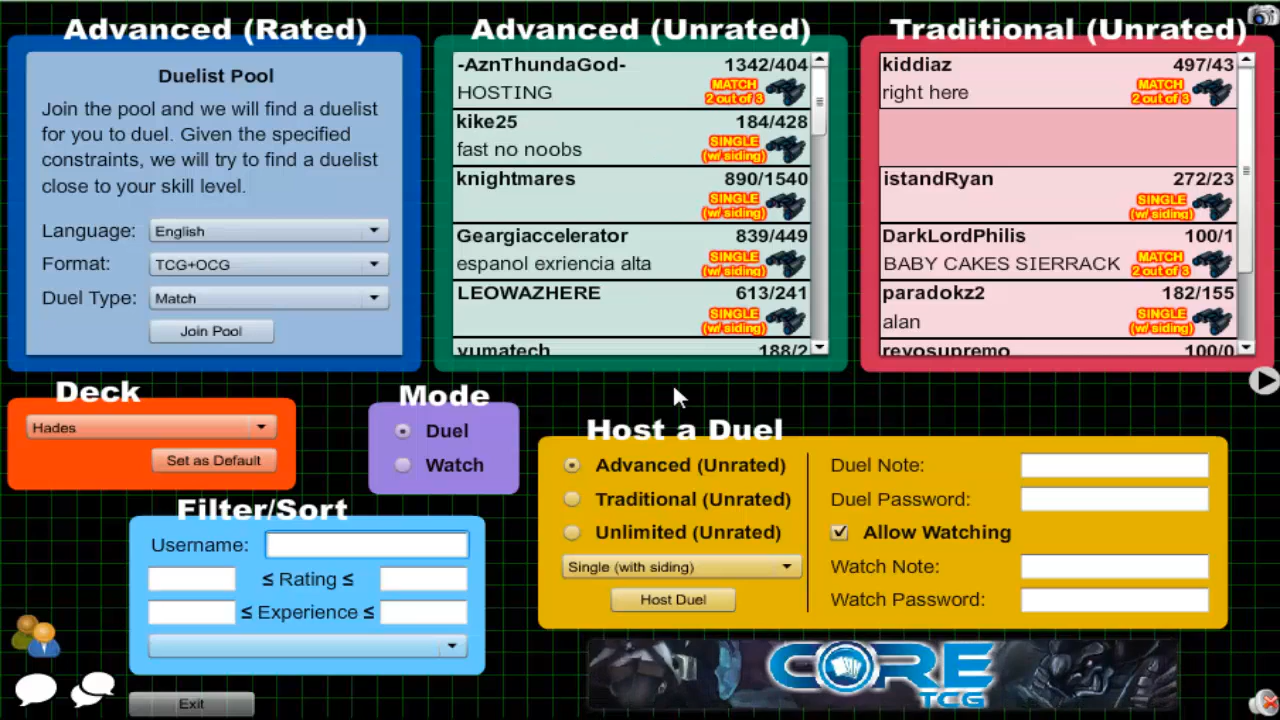 Advanced (Rated)
Duelist Pool
Join the pool and we will find a duelist
for you to duel. Given the specified
constraints, we will try to find a duelist
close to your skill level.
Language: English
Format: TCG+OCG
Duel Type: Match
Join Pool
Advanced (Unrated)
-AznThundaGod- 1342/404
HOSTING MATCH
2 out of 3
kike25 184/428
fast no noobs SINGLE
(w/ siding)
knightmares 890/1540
SINGLE
(w/ siding)
Geargiaccelerator 839/449
espanol exriencia alta SINGLE
(w/ siding)
LEOWAZHERE 613/241
SINGLE
(w/ siding)
yumatech 188/2
Traditional (Unrated)
kiddiaz 497/43
right here MATCH
2 out of 3
istandRyan 272/23
SINGLE
(w/ siding)
DarkLordPhilis 100/1
BABY CAKES SIERRACK MATCH
2 out of 3
paradokz2 182/155
alan SINGLE
(w/ siding)
revosupremo 100/0
Deck
Hades
Set as Default
Mode
Duel
Watch
Filter/Sort
Username:
≤ Rating ≤
≤ Experience ≤
Exit
Host a Duel
Advanced (Unrated)
Traditional (Unrated)
Unlimited (Unrated)
Single (with siding)
Host Duel
Duel Note:
Duel Password:
Allow Watching
Watch Note:
Watch Password:
CORE
TCG